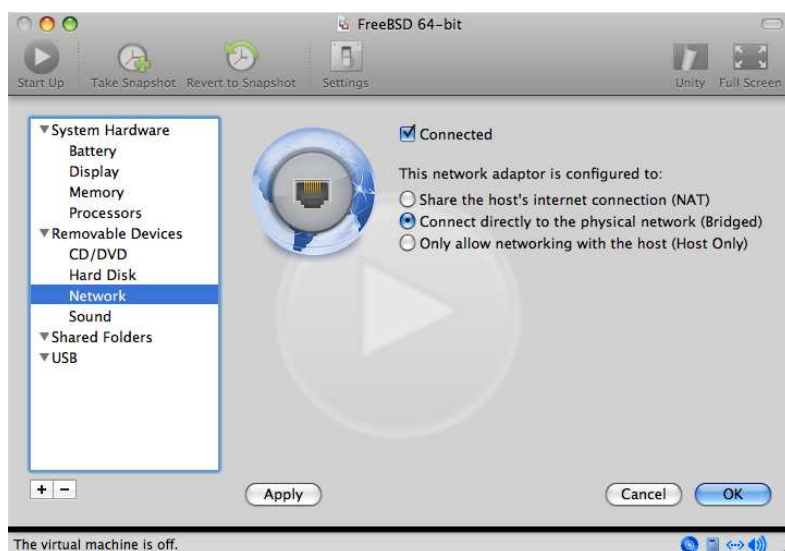 FreeBSD 64-bit
Start Up
Take Snapshot
Revert to Snapshot
Settings
Unity
Full Screen
System Hardware
Battery
Display
Memory
Processors
Removable Devices
CD/DVD
Hard Disk
Network
Sound
Shared Folders
USB
Connected
This network adaptor is configured to:
Share the host's internet connection (NAT)
Connect directly to the physical network (Bridged)
Only allow networking with the host (Host Only)
+ −
Apply
Cancel
OK
The virtual machine is off.